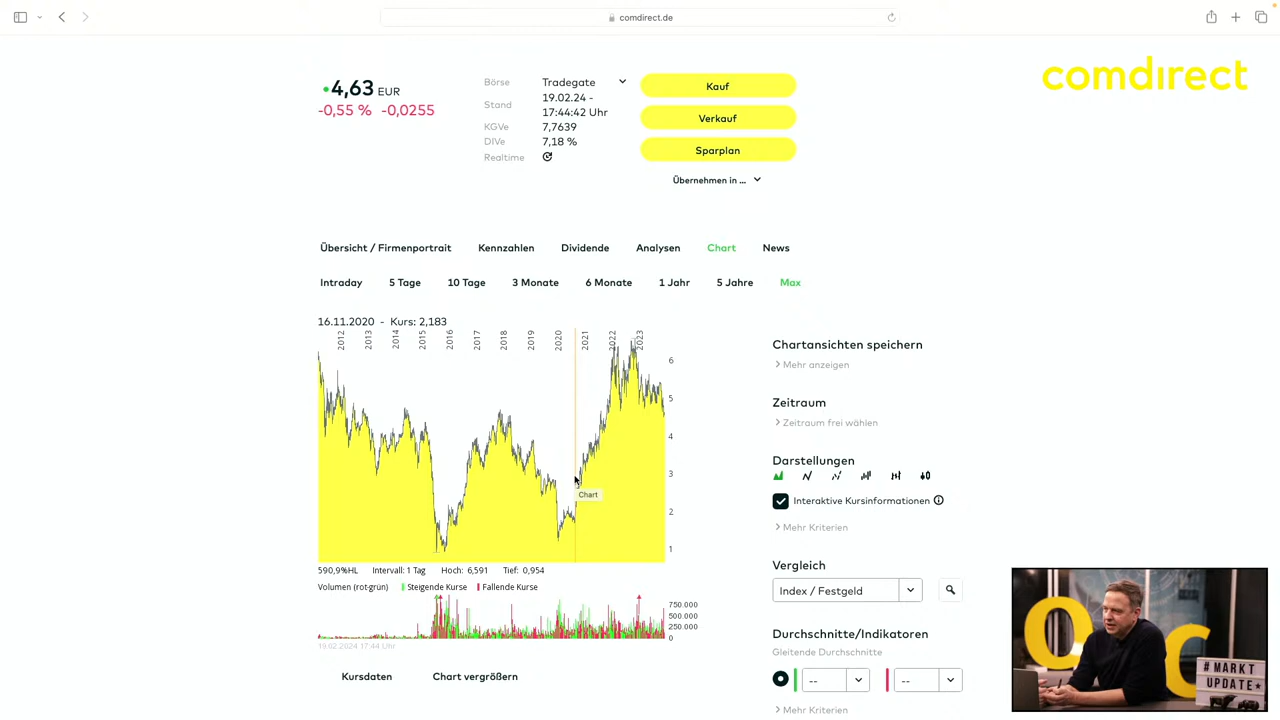 comdirect.de
comdirect
4,63 EUR
-0,55 % -0,0255
Börse Tradegate
Stand 19.02.24 -
17:44:42 Uhr
KGVe 7,7639
DIVe 7,18 %
Realtime
Kauf
Verkauf
Sparplan
Übernehmen in ...
Übersicht / Firmenportrait Kennzahlen Dividende Analysen Chart News
Intraday 5 Tage 10 Tage 3 Monate 6 Monate 1 Jahr 5 Jahre Max
16.11.2020 - Kurs: 2,183
2012 2013 2014 2015 2016 2017 2018 2019 2020 2021 2022 2023
6
5
4
3
2
1
Chart
590,9%HL Intervall: 1 Tag Hoch: 6,591 Tief: 0,954
Volumen (rot-grün) Steigende Kurse Fallende Kurse
750.000
500.000
250.000
0
19.02.2024 17:44 Uhr
Kursdaten Chart vergrößern
Chartansichten speichern
Mehr anzeigen
Zeitraum
Zeitraum frei wählen
Darstellungen
Interaktive Kursinformationen
Mehr Kriterien
Vergleich
Index / Festgeld
Durchschnitte/Indikatoren
Gleitende Durchschnitte
-- --
Mehr Kriterien
#MARKT
UPDATE★